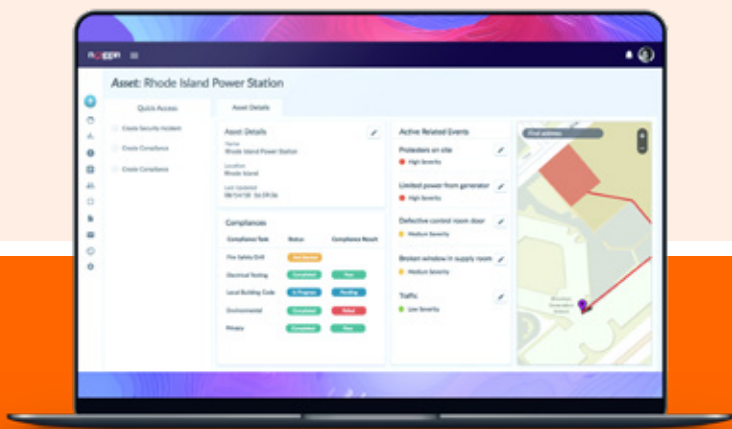 Asset: Rhode Island Power Station
Quick Access
Asset Details
Create Security Incident
Create Compliance
Create Compliance
Asset Details
Name
Rhode Island Power Station
Location
Rhode Island
Last Updated
Compliances
Compliance Task Status Compliance Result
Fire Safety Drill
Electrical Testing Completed Pass
Local Building Code In Progress Pending
Environmental Completed Failed
Privacy Completed Pass
Active Related Events
Protesters on site
High Severity
Limited power from generator
High Severity
Defective control room door
Medium Severity
Broken window in supply room
Medium Severity
Traffic
Low Severity
Find address